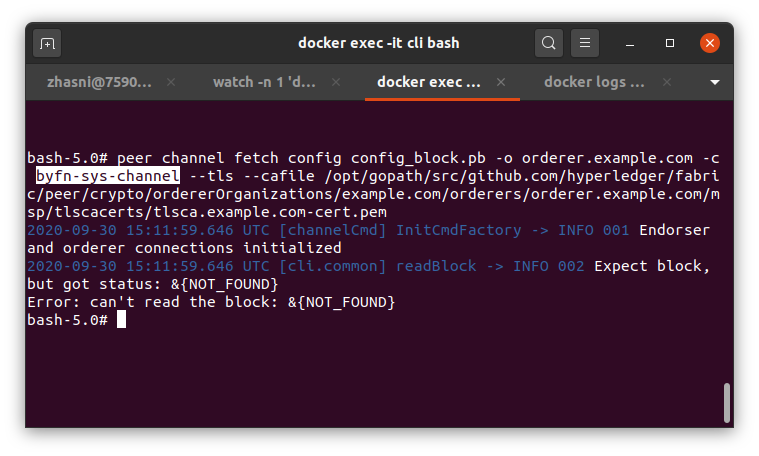 docker exec -it cli bash
zhasni@7590... × watch -n 1 'd... × docker exec ... × docker logs ... ×
bash-5.0# peer channel fetch config config_block.pb -o orderer.example.com -c
byfn-sys-channel --tls --cafile /opt/gopath/src/github.com/hyperledger/fabri
c/peer/crypto/ordererOrganizations/example.com/orderers/orderer.example.com/m
sp/tlscacerts/tlsca.example.com-cert.pem
2020-09-30 15:11:59.646 UTC [channelCmd] InitCmdFactory -> INFO 001 Endorser
and orderer connections initialized
2020-09-30 15:11:59.646 UTC [cli.common] readBlock -> INFO 002 Expect block,
but got status: &{NOT_FOUND}
Error: can't read the block: &{NOT_FOUND}
bash-5.0#